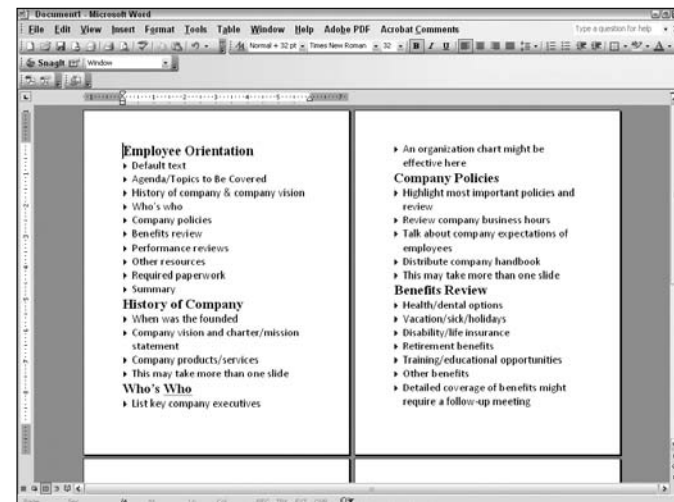 Document1 - Microsoft Word
File Edit View Insert Format Tools Table Window Help Adobe PDF Acrobat Comments
Type a question for help
Normal + 32 pt Times New Roman 32 B I U
SnagIt Window
Employee Orientation
Default text
Agenda/Topics to Be Covered
History of company & company vision
Who's who
Company policies
Benefits review
Performance reviews
Other resources
Required paperwork
Summary
History of Company
When was the founded
Company vision and charter/mission
statement
Company products/services
This may take more than one slide
Who's Who
List key company executives
An organization chart might be
effective here
Company Policies
Highlight most important policies and
review
Review company business hours
Talk about company expectations of
employees
Distribute company handbook
This may take more than one slide
Benefits Review
Health/dental options
Vacation/sick/holidays
Disability/life insurance
Retirement benefits
Training/educational opportunities
Other benefits
Detailed coverage of benefits might
require a follow-up meeting